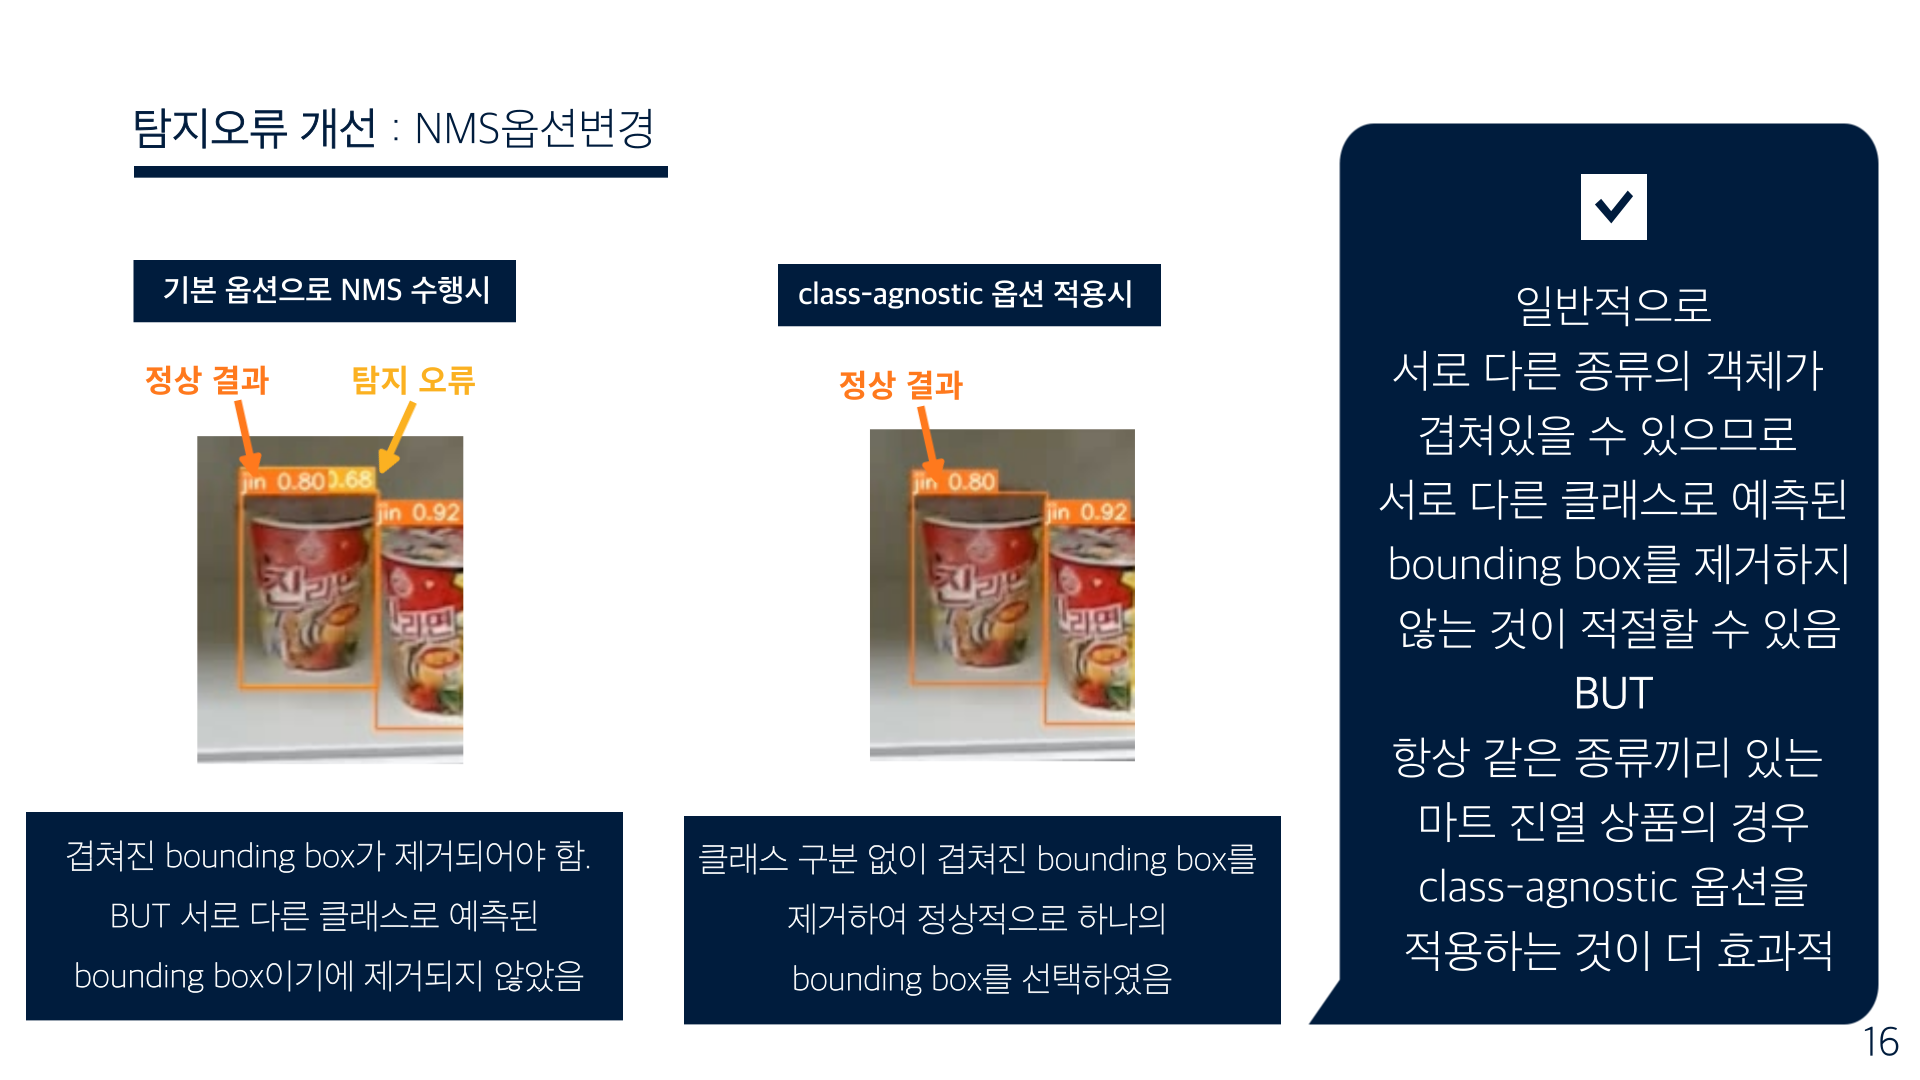 탐지오류 개선 : NMS옵션변경
기본 옵션으로 NMS 수행시
정상 결과
탐지 오류
jin 0.80
.68
jin 0.92
진라면
라면
겹쳐진 bounding box가 제거되어야 함.
BUT 서로 다른 클래스로 예측된
bounding box이기에 제거되지 않았음
class-agnostic 옵션 적용시
정상 결과
jin 0.80
jin 0.92
진라면
라면
클래스 구분 없이 겹쳐진 bounding box를
제거하여 정상적으로 하나의
bounding box를 선택하였음
일반적으로
서로 다른 종류의 객체가
겹쳐있을 수 있으므로
서로 다른 클래스로 예측된
bounding box를 제거하지
않는 것이 적절할 수 있음
BUT
항상 같은 종류끼리 있는
마트 진열 상품의 경우
class-agnostic 옵션을
적용하는 것이 더 효과적
16